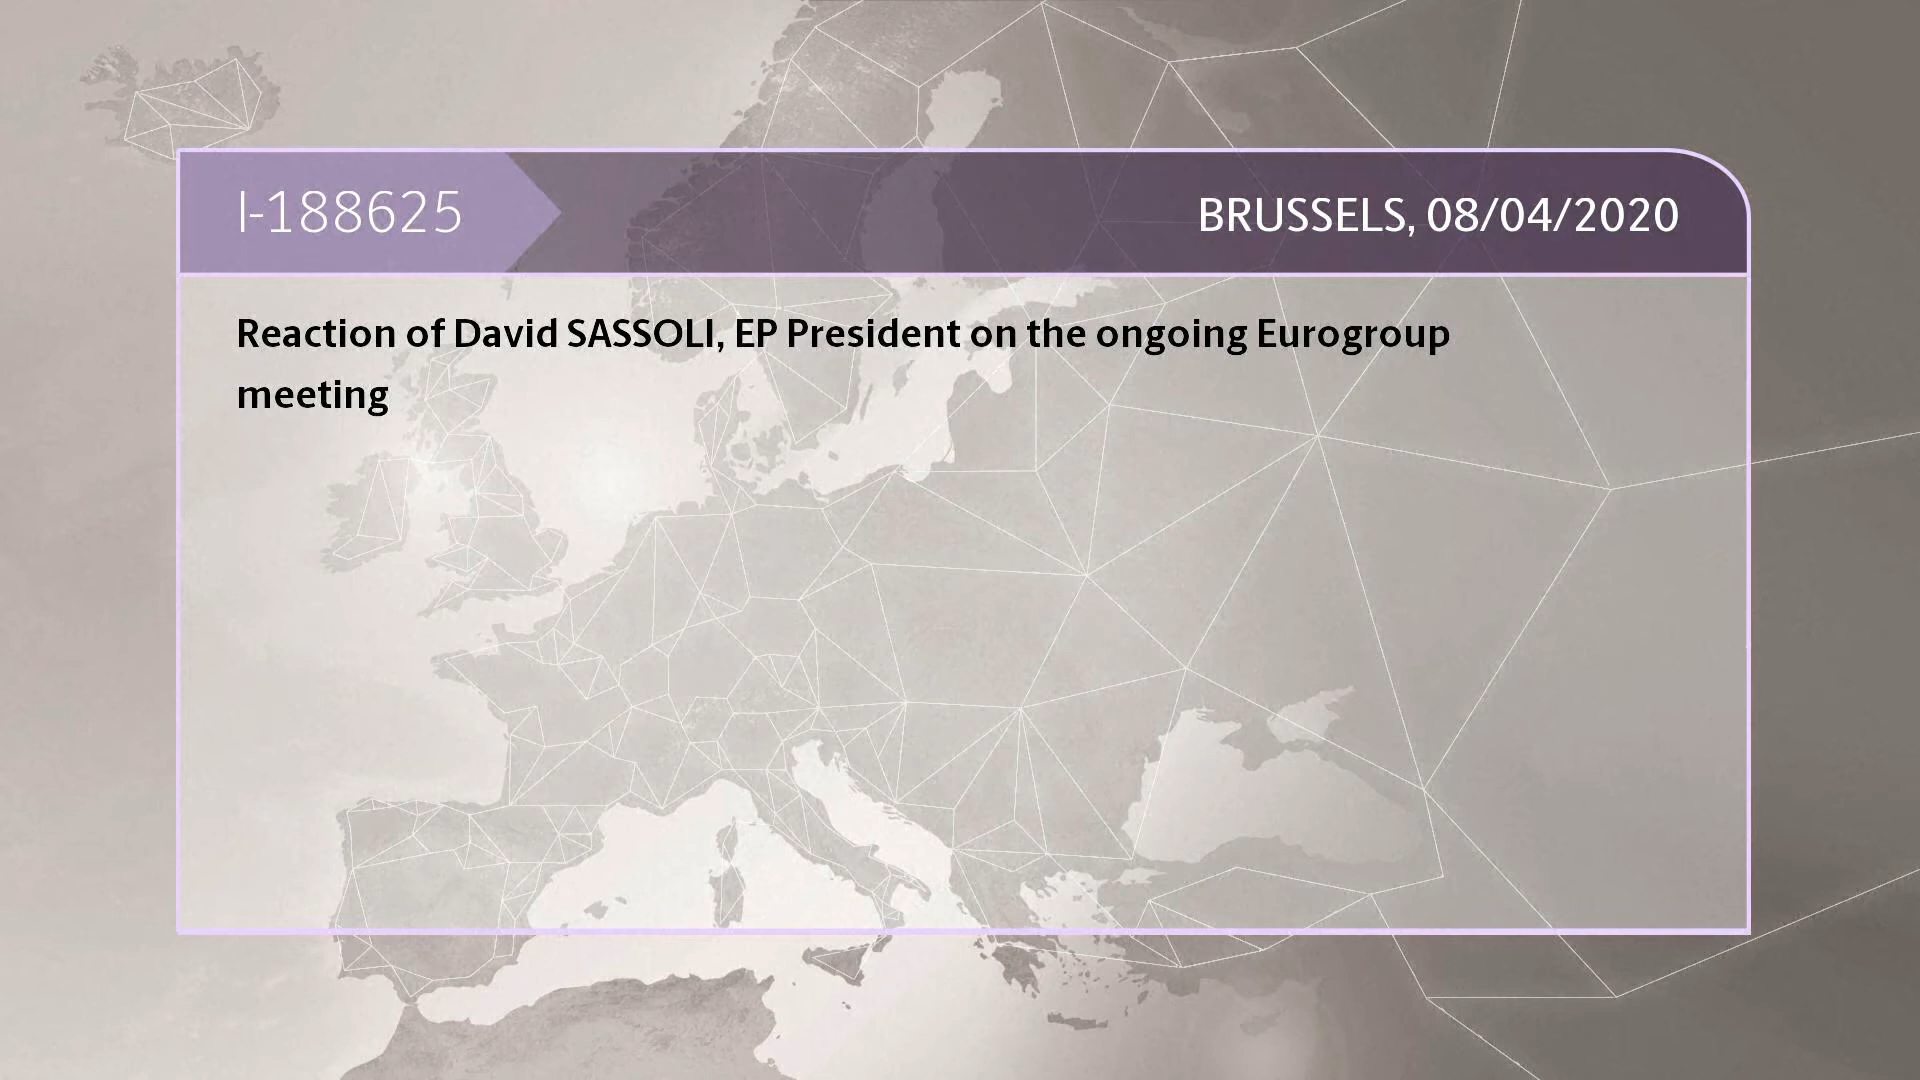 I-188625
BRUSSELS, 08/04/2020
Reaction of David SASSOLI, EP President on the ongoing Eurogroup
meeting